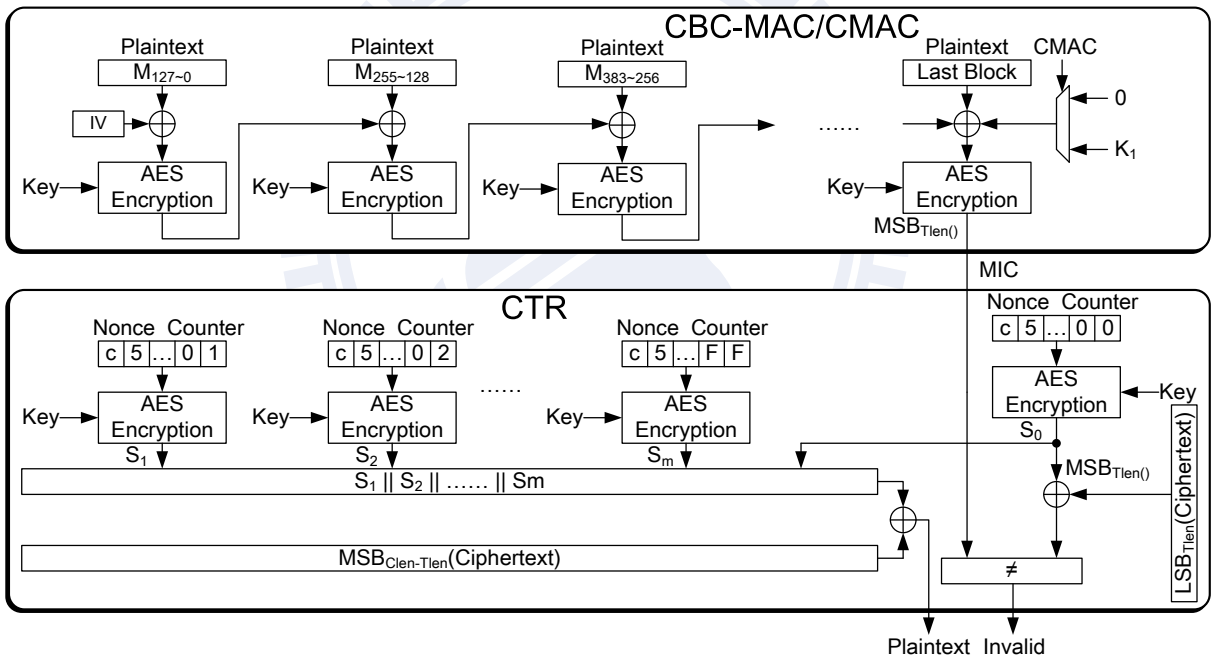 CBC-MAC/CMAC
Plaintext Plaintext Plaintext Plaintext CMAC
M127~0 M255~128 M383~256 Last Block 0
IV ......
K1
Key AES Encryption Key AES Encryption Key AES Encryption Key AES Encryption
MSBTlen()
MIC
CTR
Nonce Counter Nonce Counter Nonce Counter Nonce Counter
c 5 ... 0 1 c 5 ... 0 2 c 5 ... F F c 5 ... 0 0
......
Key AES Encryption Key AES Encryption Key AES Encryption AES Encryption Key
S1 S2 Sm S0
S1 || S2 || ...... || Sm
MSBTlen()
LSBTlen(Ciphertext)
MSBClen-Tlen(Ciphertext)
≠
Plaintext Invalid